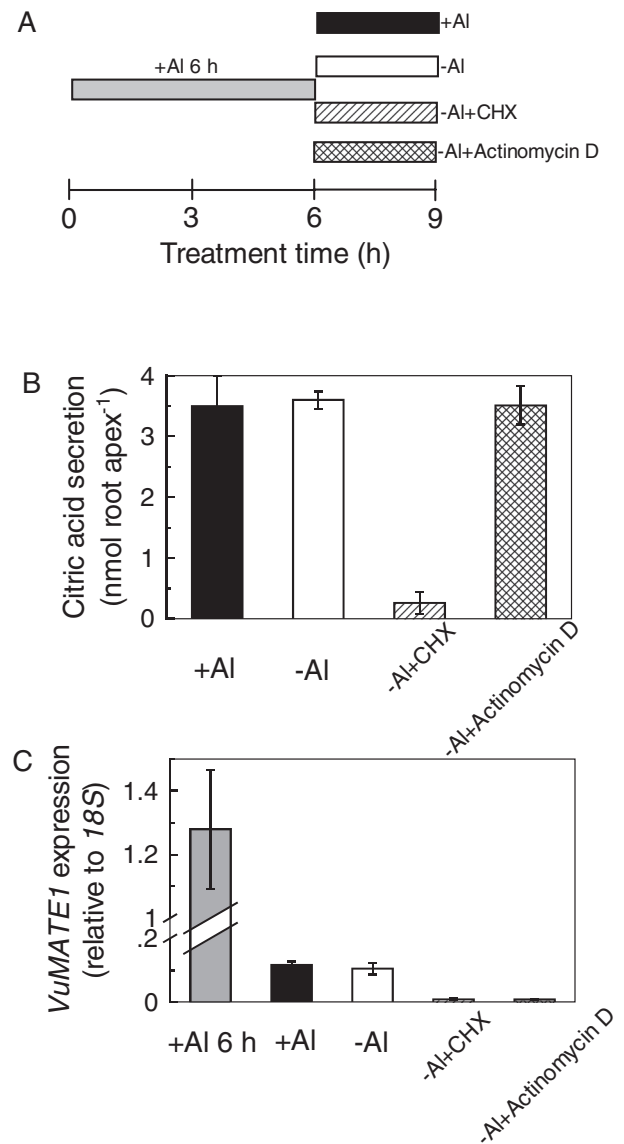 A
+Al
+Al 6 h
-Al
-Al+CHX
-Al+Actinomycin D
0 3 6 9
Treatment time (h)
B
Citric acid secretion
(nmol root apex⁻¹)
4
3
2
1
0
+Al -Al -Al+CHX -Al+Actinomycin D
C
VuMATE1 expression
(relative to 18S)
1.4
1.2
1
.2
0
+Al 6 h +Al -Al -Al+CHX -Al+Actinomycin D